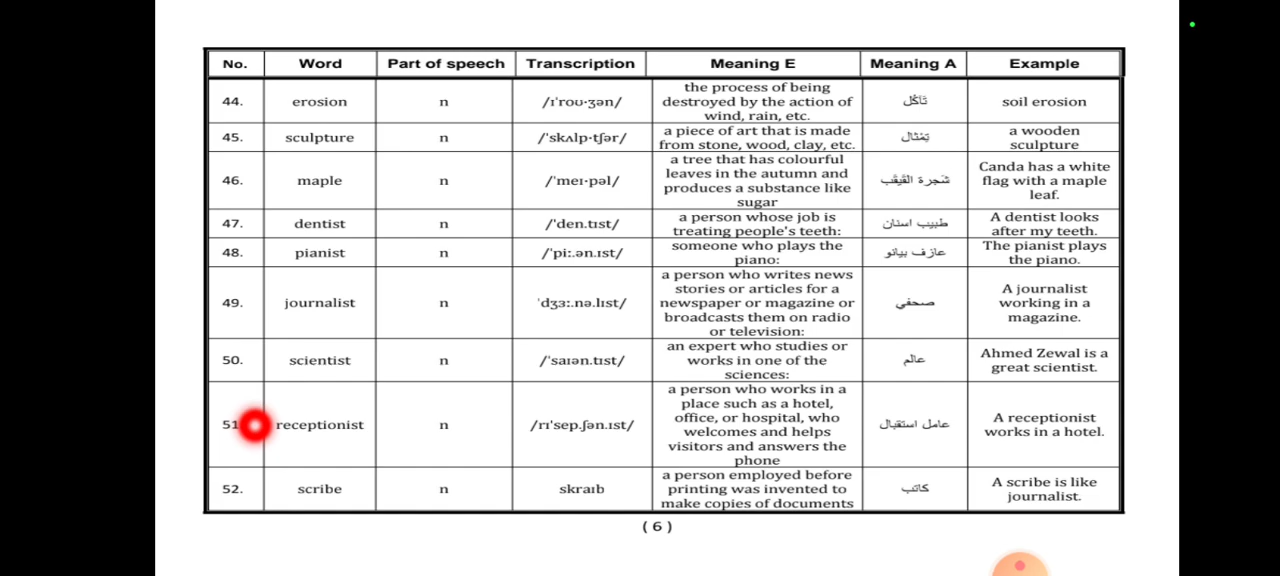 No. Word Part of speech Transcription Meaning E Meaning A Example
44. erosion n /ɪˈroʊ·ʒən/ the process of being destroyed by the action of wind, rain, etc. تَآكُل soil erosion
45. sculpture n /ˈskʌlp·tʃər/ a piece of art that is made from stone, wood, clay, etc. تِمْثَال a wooden sculpture
46. maple n /ˈmeɪ·pəl/ a tree that has colourful leaves in the autumn and produces a substance like sugar شَجرة القَيقَب Canda has a white flag with a maple leaf.
47. dentist n /ˈden.tɪst/ a person whose job is treating people's teeth: طبيب اسنان A dentist looks after my teeth.
48. pianist n /ˈpiː.ən.ɪst/ someone who plays the piano: عازف بيانو The pianist plays the piano.
49. journalist n ˈdʒɜː.nə.lɪst/ a person who writes news stories or articles for a newspaper or magazine or broadcasts them on radio or television: صحفي A journalist working in a magazine.
50. scientist n /ˈsaɪən.tɪst/ an expert who studies or works in one of the sciences: عالم Ahmed Zewal is a great scientist.
51 receptionist n /rɪˈsep.ʃən.ɪst/ a person who works in a place such as a hotel, office, or hospital, who welcomes and helps visitors and answers the phone عامل استقبال A receptionist works in a hotel.
52. scribe n skraɪb a person employed before printing was invented to make copies of documents كاتب A scribe is like journalist.
( 6 )